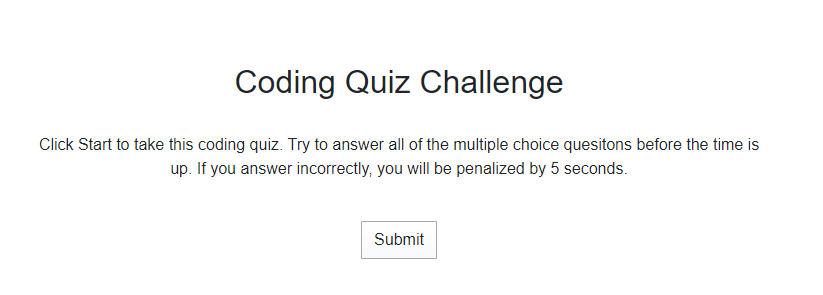 Coding Quiz Challenge
Click Start to take this coding quiz. Try to answer all of the multiple choice quesitons before the time is
up. If you answer incorrectly, you will be penalized by 5 seconds.
Submit